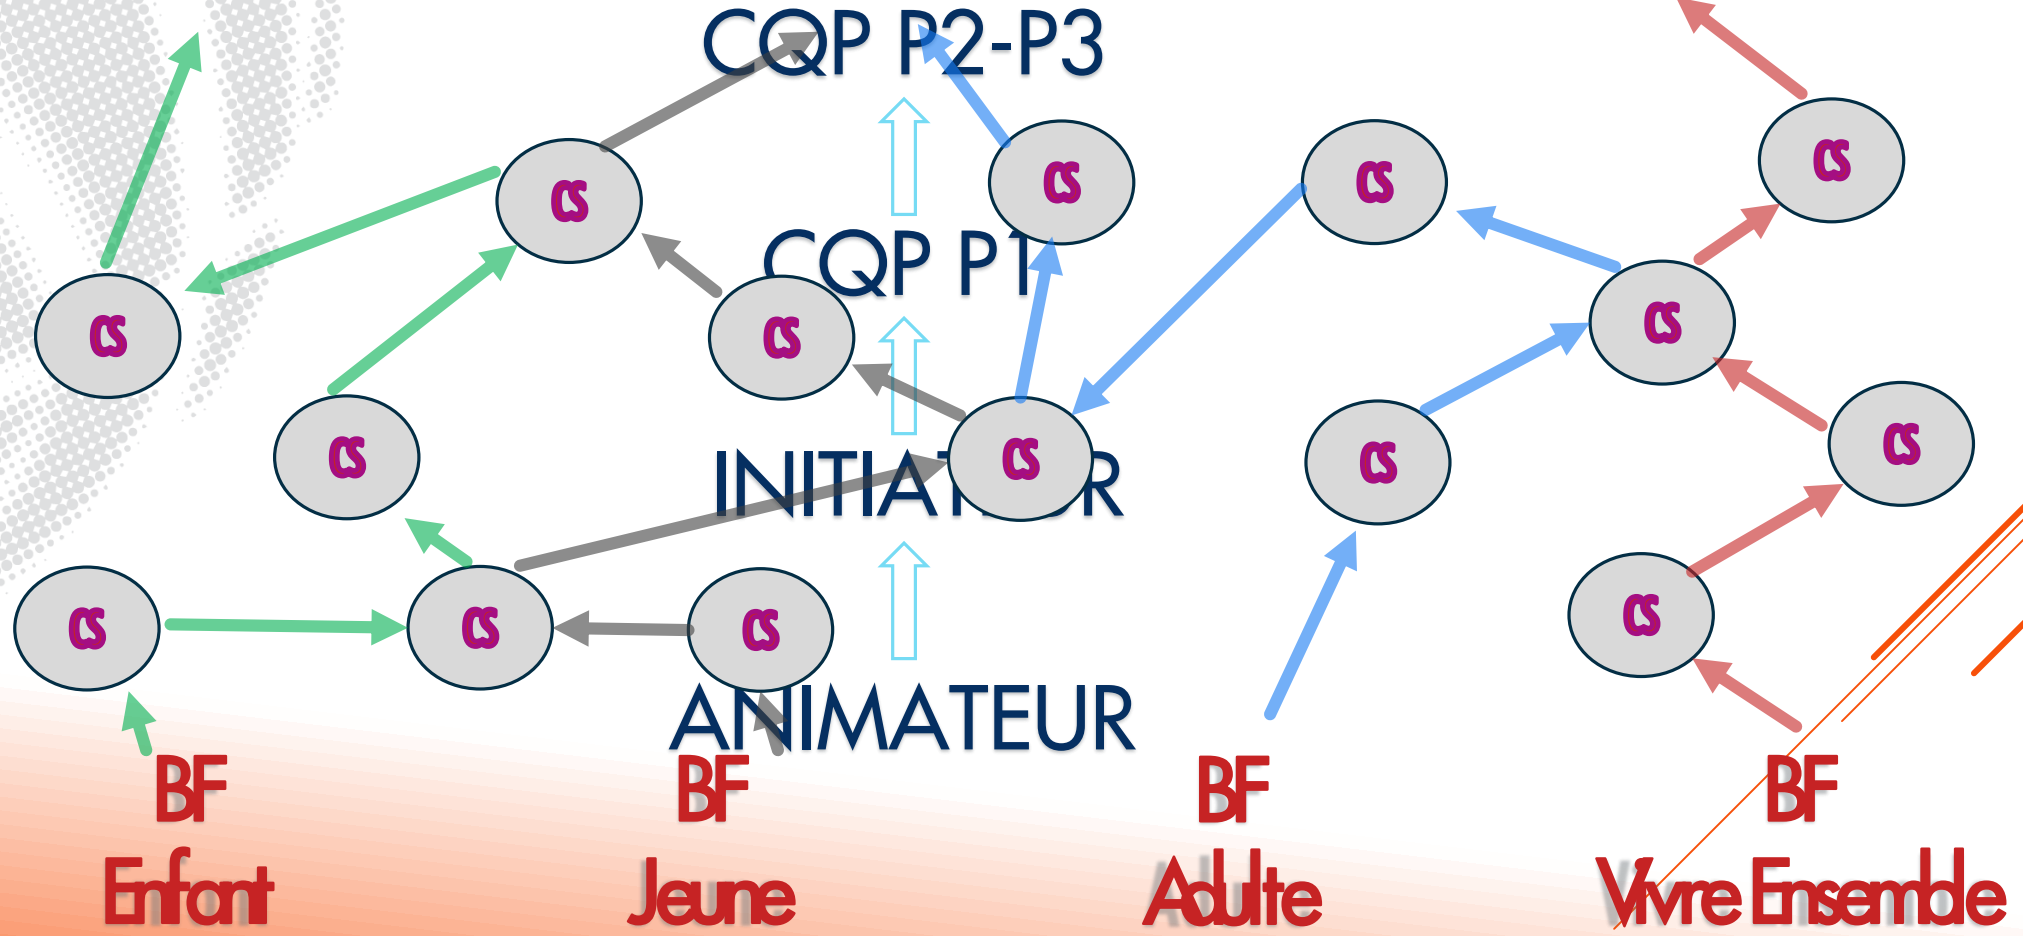 CQP P2-P3
CS
CS
CS
CS
CQP P1
CS
CS
CS
CS
CS
INITIATEUR
CS
CS
CS
CS
CS
CS
CS
ANIMATEUR
BF
Enfant
BF
Jeune
BF
Adulte
BF
Vivre Ensemble